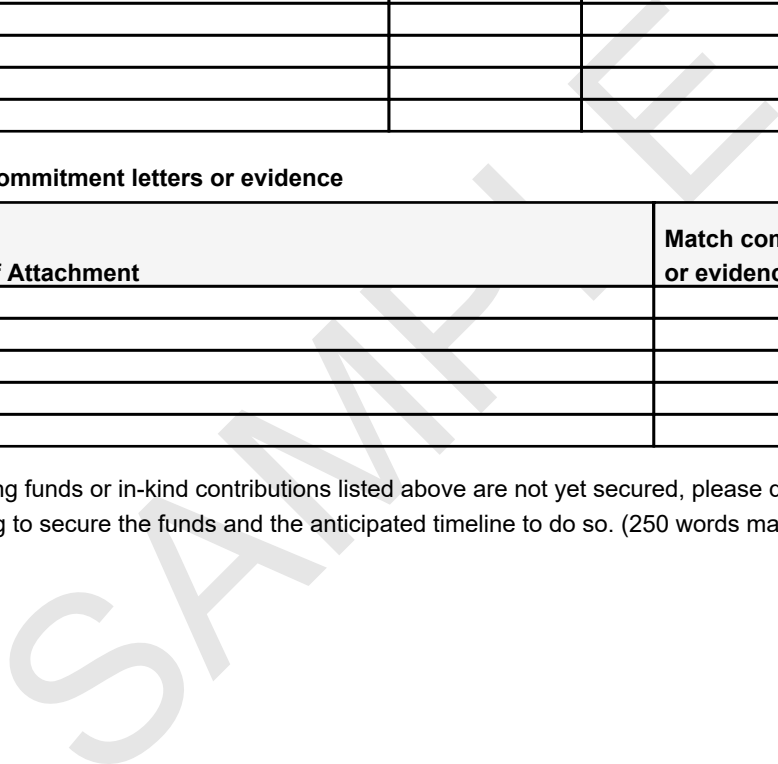 ommitment letters or evidence
Match con
f Attachment
or evidenc
ng funds or in-kind contributions listed above are not yet secured, please d
g to secure the funds and the anticipated timeline to do so. (250 words ma
SAMPLE